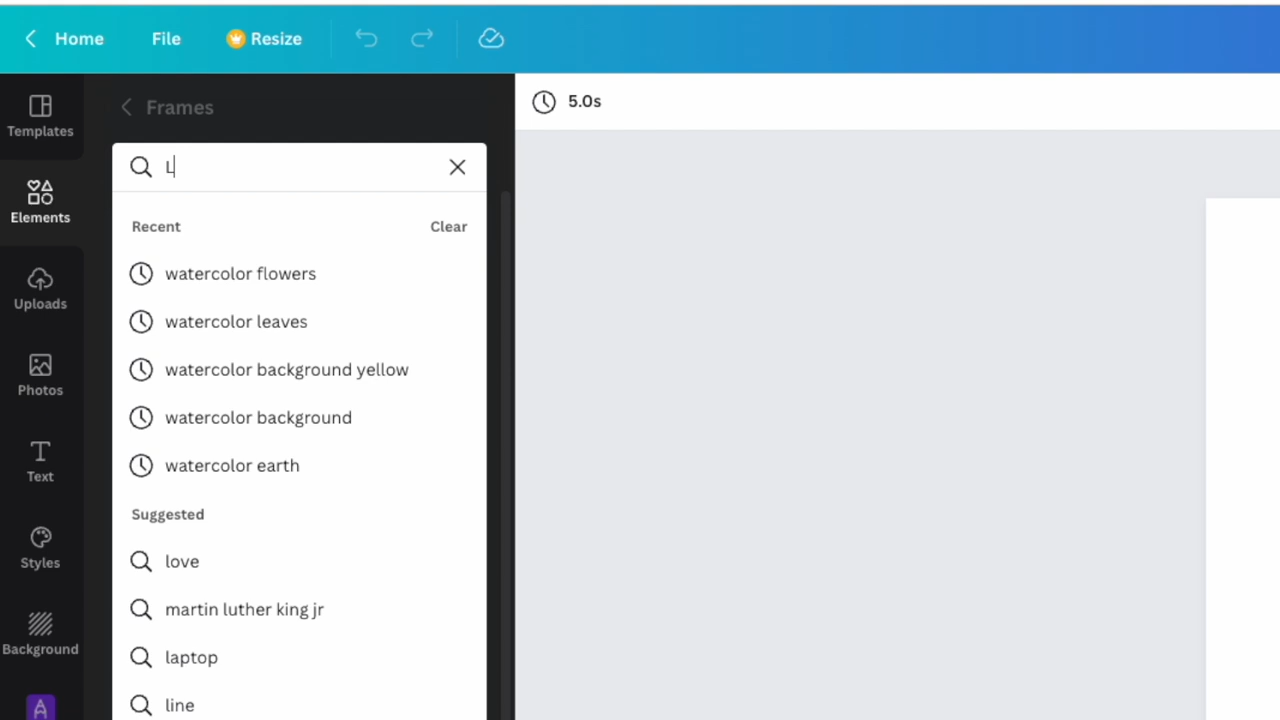 Home File Resize
Templates
Elements
Uploads
Photos
Text
Styles
Background
Frames
L
Recent Clear
watercolor flowers
watercolor leaves
watercolor background yellow
watercolor background
watercolor earth
Suggested
love
martin luther king jr
laptop
line
5.0s